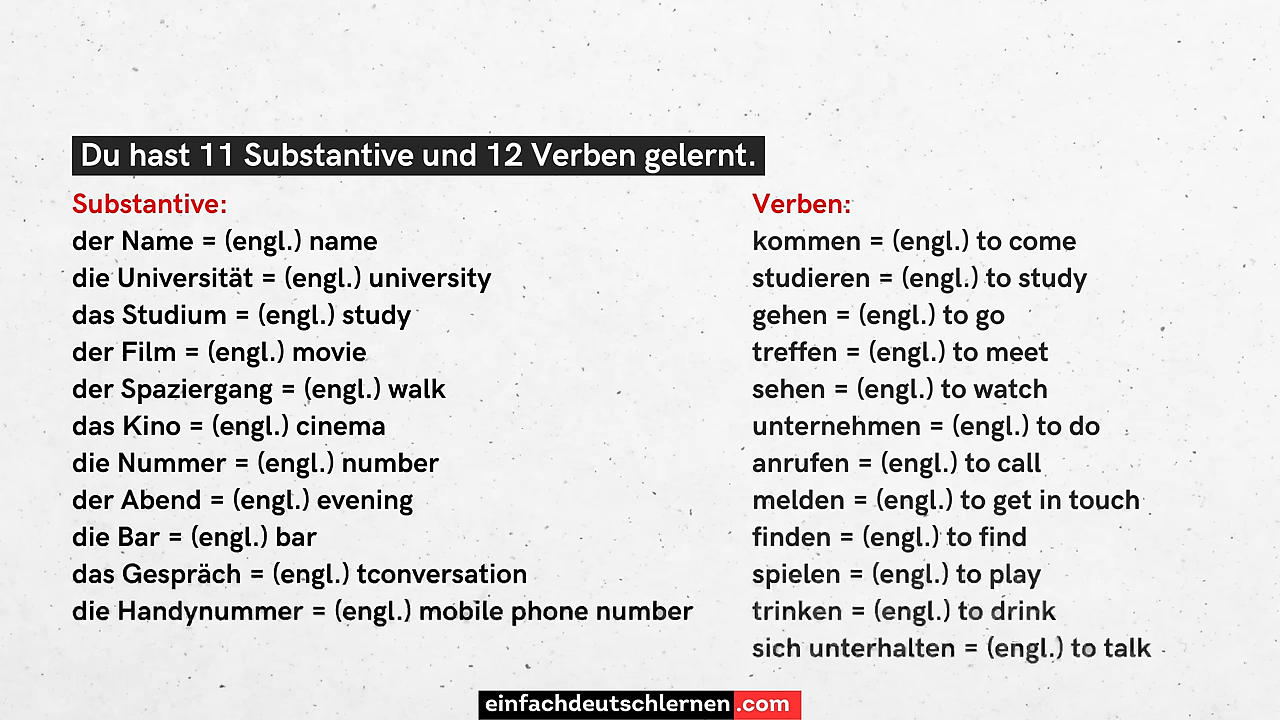 Du hast 11 Substantive und 12 Verben gelernt.
Substantive:
der Name = (engl.) name
die Universität = (engl.) university
das Studium = (engl.) study
der Film = (engl.) movie
der Spaziergang = (engl.) walk
das Kino = (engl.) cinema
die Nummer = (engl.) number
der Abend = (engl.) evening
die Bar = (engl.) bar
das Gespräch = (engl.) tconversation
die Handynummer = (engl.) mobile phone number
Verben:
kommen = (engl.) to come
studieren = (engl.) to study
gehen = (engl.) to go
treffen = (engl.) to meet
sehen = (engl.) to watch
unternehmen = (engl.) to do
anrufen = (engl.) to call
melden = (engl.) to get in touch
finden = (engl.) to find
spielen = (engl.) to play
trinken = (engl.) to drink
sich unterhalten = (engl.) to talk
einfachdeutschlernen.com